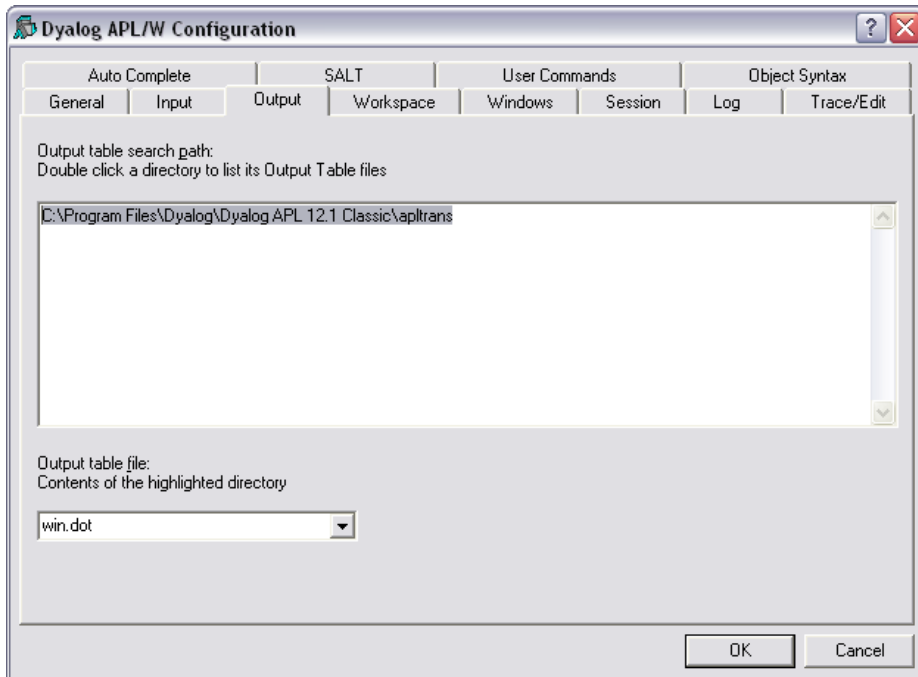 Dyalog APL/W Configuration
Auto Complete SALT User Commands Object Syntax
General Input Output Workspace Windows Session Log Trace/Edit
Output table search path:
Double click a directory to list its Output Table files
C:\Program Files\Dyalog\Dyalog APL 12.1 Classic\apltrans
Output table file:
Contents of the highlighted directory
win.dot
OK Cancel